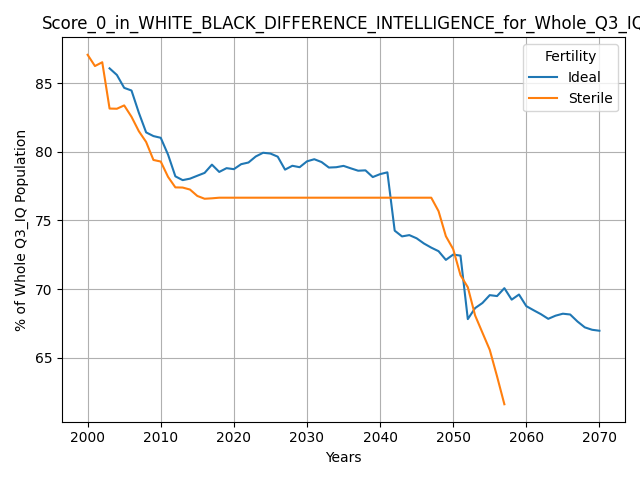 Score_0_in_WHITE_BLACK_DIFFERENCE_INTELLIGENCE_for_Whole_Q3_IQ
Fertility
Ideal
Sterile
% of Whole Q3_IQ Population
85
80
75
70
65
2000 2010 2020 2030 2040 2050 2060 2070
Years